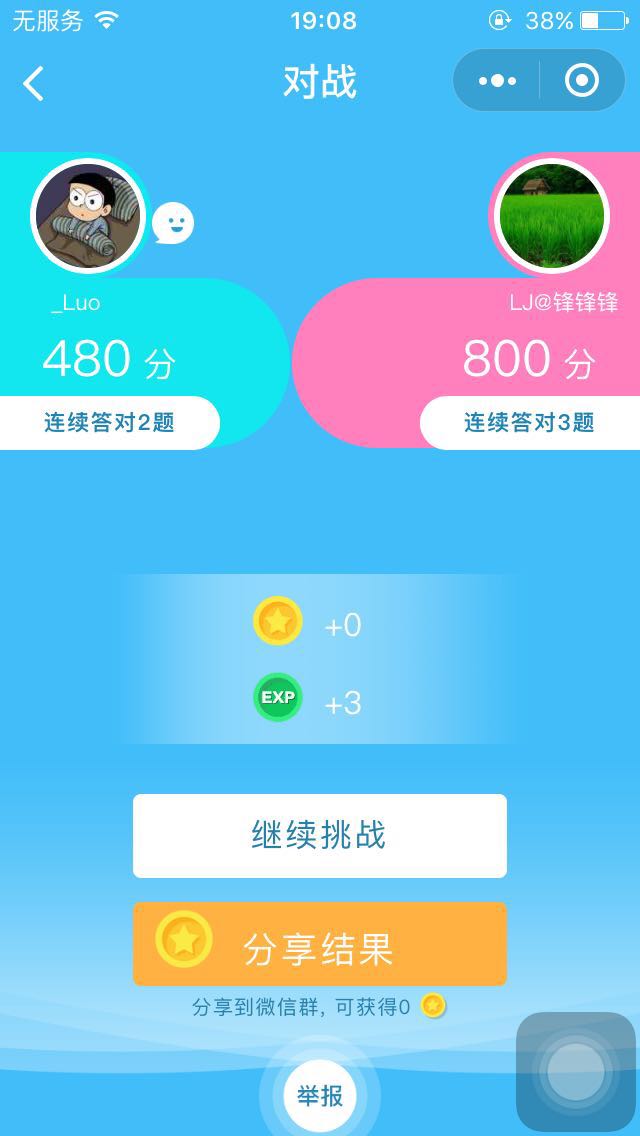 无服务 19:08 38%
对战
_Luo LJ@锋锋锋
480 分 800 分
连续答对2题 连续答对3题
+0
EXP +3
继续挑战
分享结果
分享到微信群, 可获得0
举报